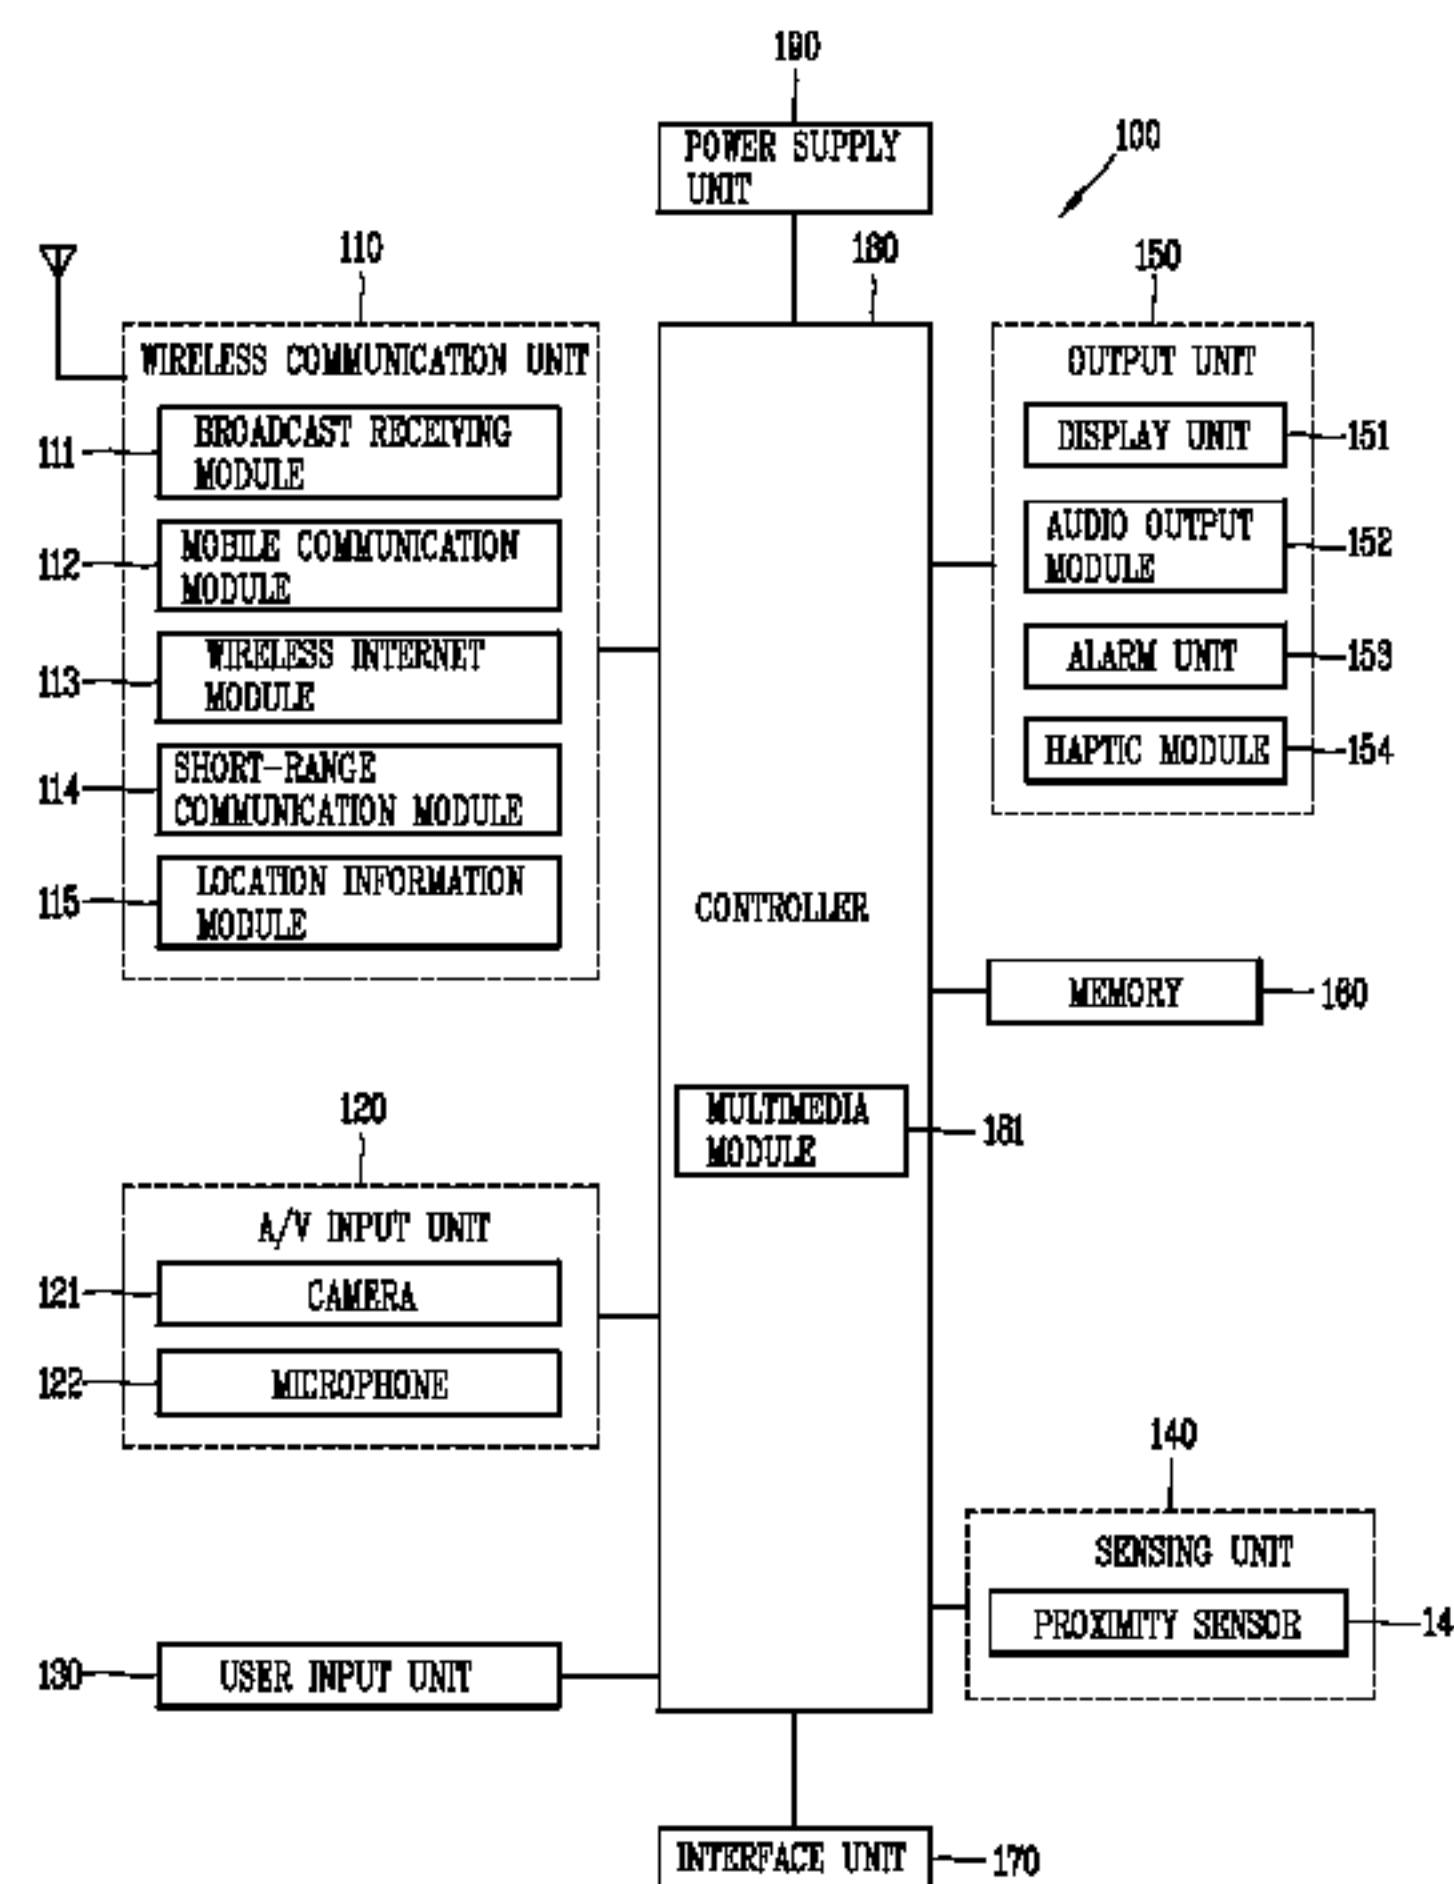 190
POWER SUPPLY
UNIT
100
110
180
150
WIRELESS COMMUNICATION UNIT
OUTPUT UNIT
111
BROADCAST RECEIVING
MODULE
DISPLAY UNIT
151
112
MOBILE COMMUNICATION
MODULE
AUDIO OUTPUT
MODULE
152
113
WIRELESS INTERNET
MODULE
ALARM UNIT
153
114
SHORT-RANGE
COMMUNICATION MODULE
HAPTIC MODULE
154
115
LOCATION INFORMATION
MODULE
CONTROLLER
MEMORY
160
120
MULTIMEDIA
MODULE
181
A/V INPUT UNIT
121
CAMERA
122
MICROPHONE
140
SENSING UNIT
PROXIMITY SENSOR
14
130
USER INPUT UNIT
INTERFACE UNIT
170